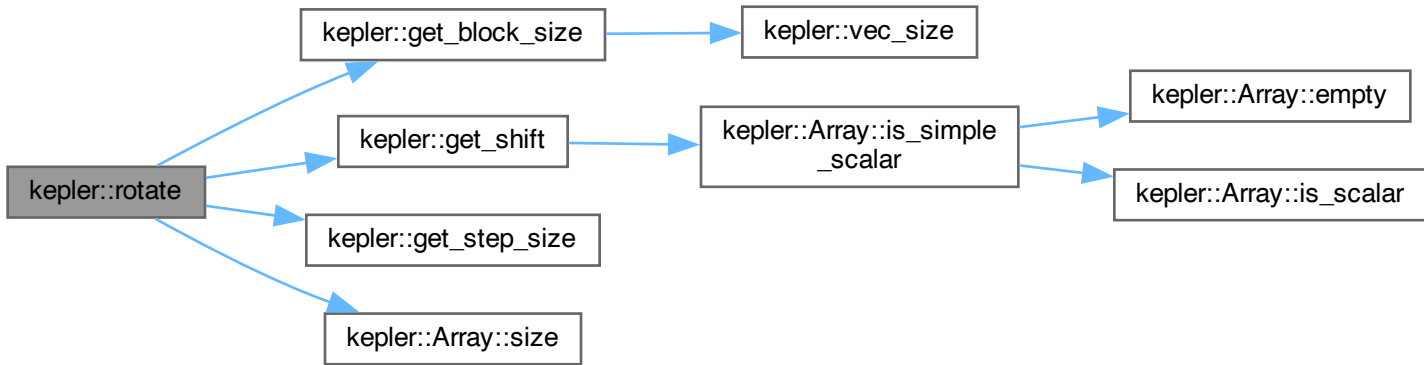 kepler::rotate
kepler::get_block_size
kepler::vec_size
kepler::get_shift
kepler::Array::is_simple
_scalar
kepler::Array::empty
kepler::Array::is_scalar
kepler::get_step_size
kepler::Array::size